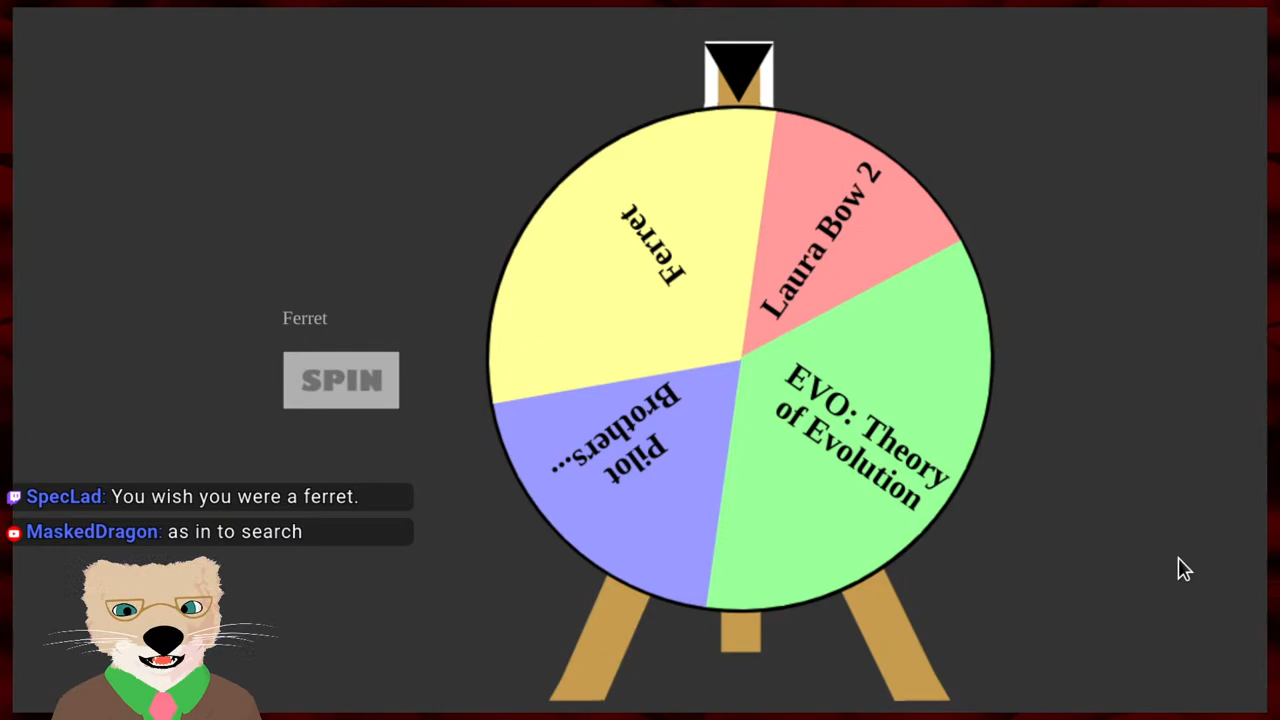 Laura Bow 2
Ferret
EVO: Theory
of Evolution
Pilot
Brothers...
Ferret
SPIN
SpecLad: You wish you were a ferret.
MaskedDragon: as in to search